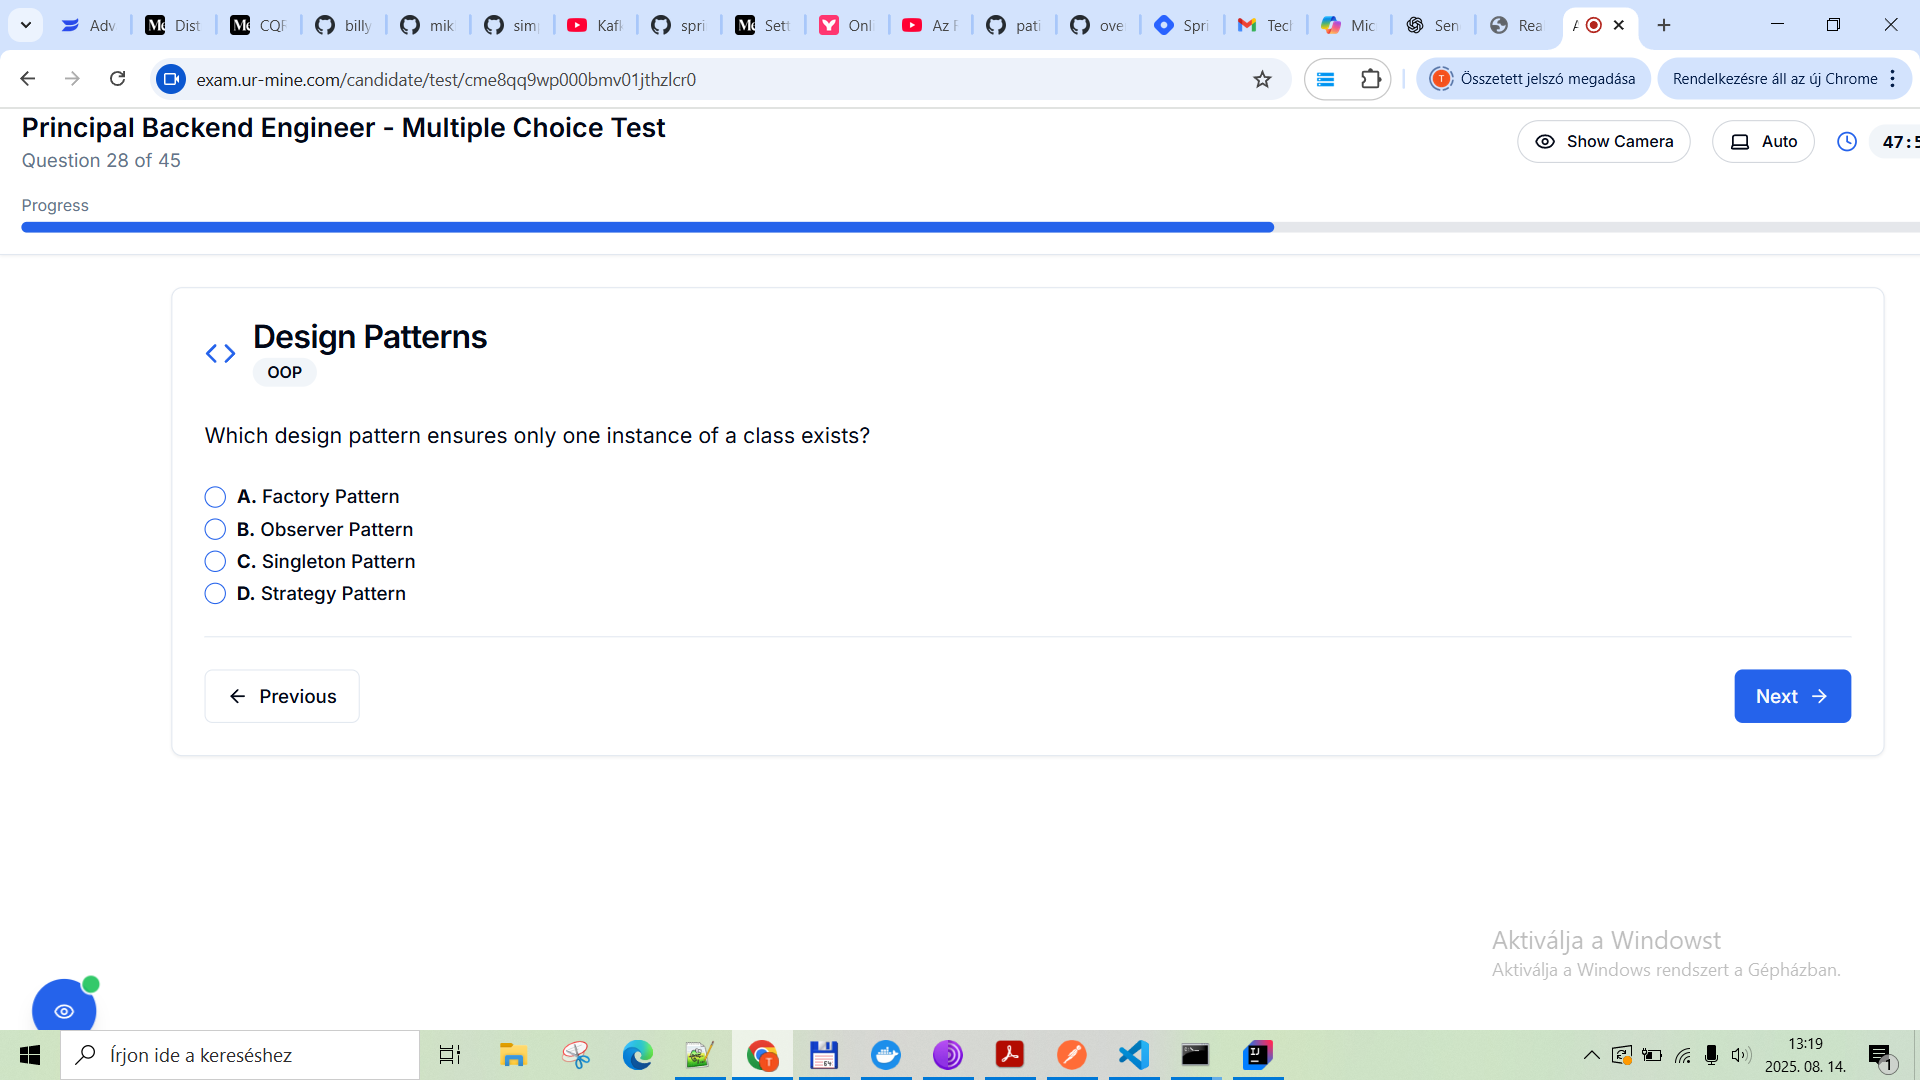 Adv
Dist
CQF
billy
mik
sim
Kaf
spri
Sett
Onli
Az F
pati
ove
Spri
Tech
Mic
Sen
Rea
exam.ur-mine.com/candidate/test/cme8qq9wp000bmv01jthzlcr0
Összetett jelszó megadása
Rendelkezésre áll az új Chrome
Principal Backend Engineer - Multiple Choice Test
Question 28 of 45
Show Camera
Auto
47:5
Progress
Design Patterns
OOP
Which design pattern ensures only one instance of a class exists?
A. Factory Pattern
B. Observer Pattern
C. Singleton Pattern
D. Strategy Pattern
Previous
Next
Aktiválja a Windowst
Aktiválja a Windows rendszert a Gépházban.
Írjon ide a kereséshez
13:19
2025. 08. 14.
1